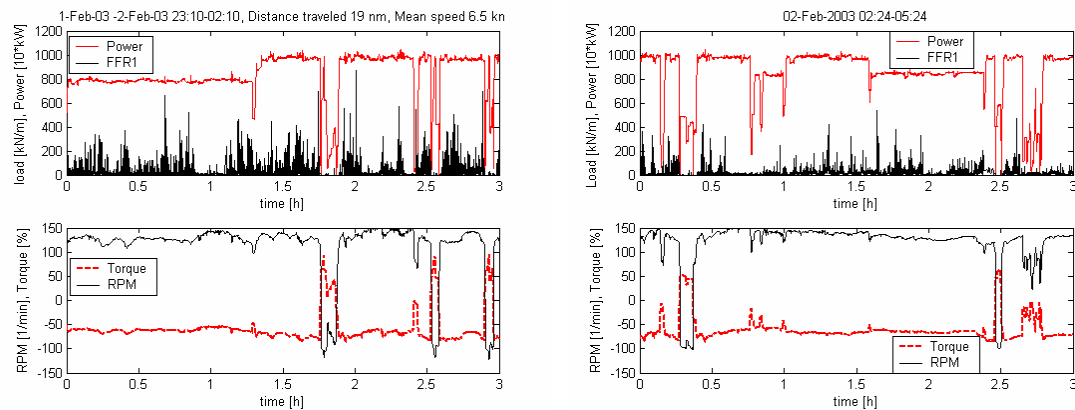 1-Feb-03 -2-Feb-03 23:10-02:10, Distance traveled 19 nm, Mean speed 6.5 kn
load [kN/m], Power [10*kW]
1200
1000
800
600
400
200
0
Power
FFR1
0 0.5 1 1.5 2 2.5 3
time [h]
RPM [1/min], Torque [%]
150
100
50
0
-50
-100
-150
Torque
RPM
0 0.5 1 1.5 2 2.5 3
time [h]
02-Feb-2003 02:24-05:24
Load [kN/m], Power [10*kW]
1200
1000
800
600
400
200
0
Power
FFR1
0 0.5 1 1.5 2 2.5 3
time [h]
RPM [1/min], Torque [%]
150
100
50
0
-50
-100
-150
Torque
RPM
0 0.5 1 1.5 2 2.5 3
time [h]